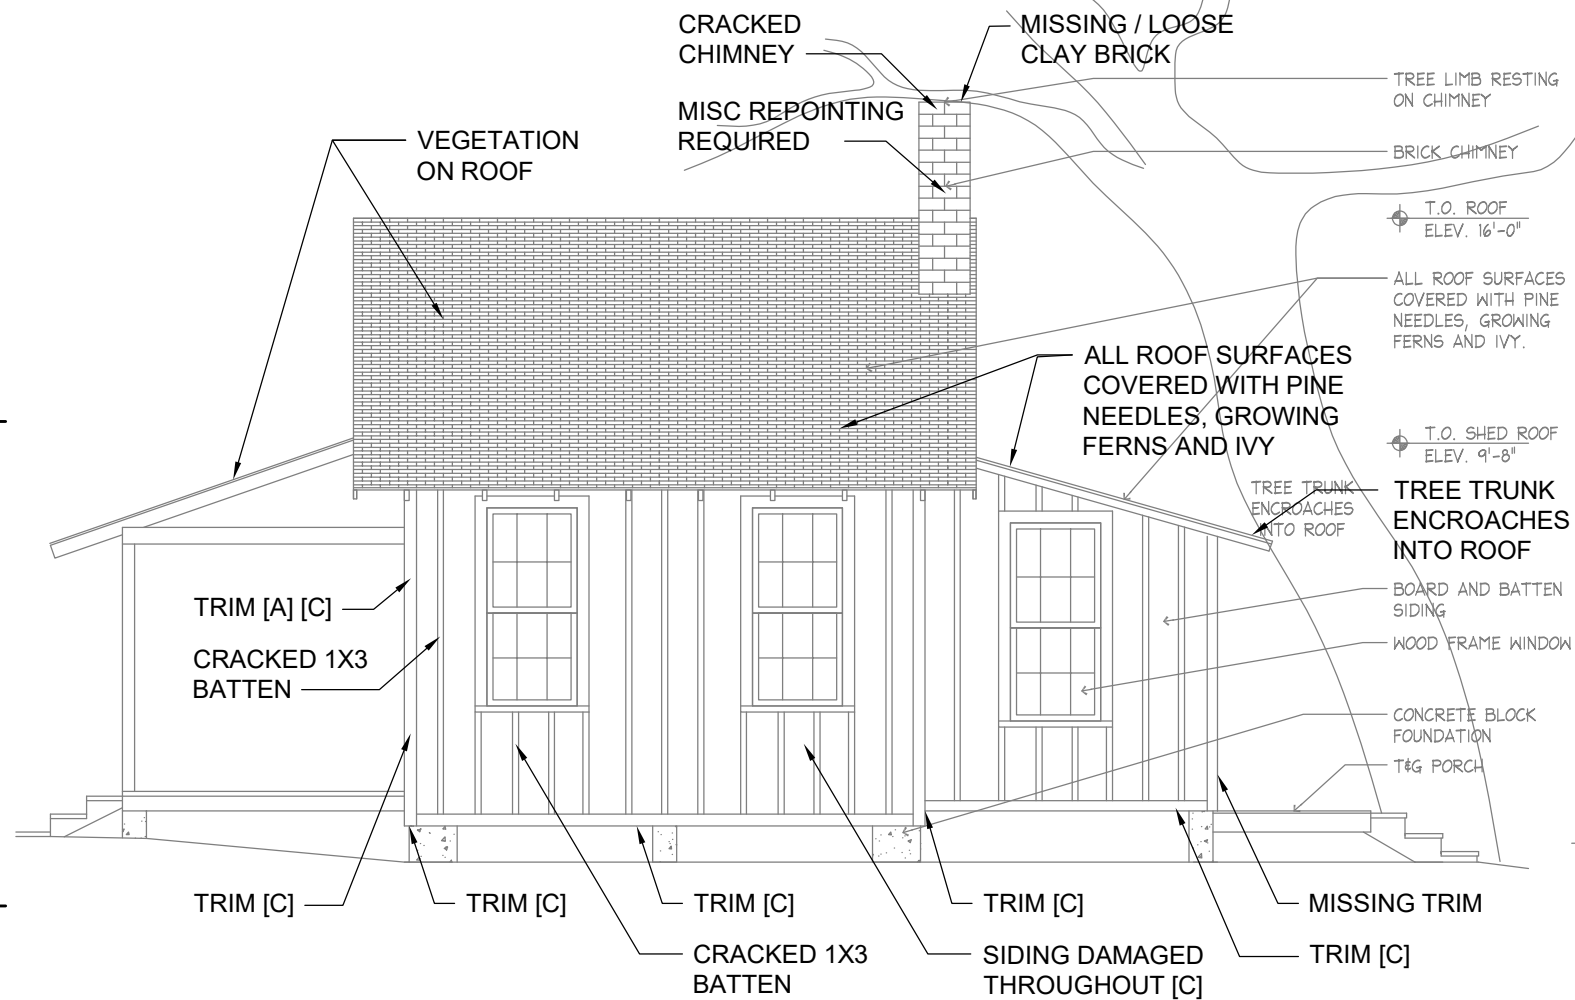 CRACKED
CHIMNEY
MISSING / LOOSE
CLAY BRICK
TREE LIMB RESTING
ON CHIMNEY
MISC REPOINTING
REQUIRED
VEGETATION
ON ROOF
BRICK CHIMNEY
T.O. ROOF
ELEV. 16'-0"
ALL ROOF SURFACES
COVERED WITH PINE
NEEDLES, GROWING
FERNS AND IVY.
ALL ROOF SURFACES
COVERED WITH PINE
NEEDLES, GROWING
FERNS AND IVY
T.O. SHED ROOF
ELEV. 9'-8"
TREE TRUNK
ENCROACHES
INTO ROOF
TREE TRUNK
ENCROACHES
INTO ROOF
TRIM [A] [C]
BOARD AND BATTEN
SIDING
CRACKED 1X3
BATTEN
WOOD FRAME WINDOW
CONCRETE BLOCK
FOUNDATION
T&G PORCH
TRIM [C]
TRIM [C]
TRIM [C]
TRIM [C]
MISSING TRIM
CRACKED 1X3
BATTEN
SIDING DAMAGED
THROUGHOUT [C]
TRIM [C]